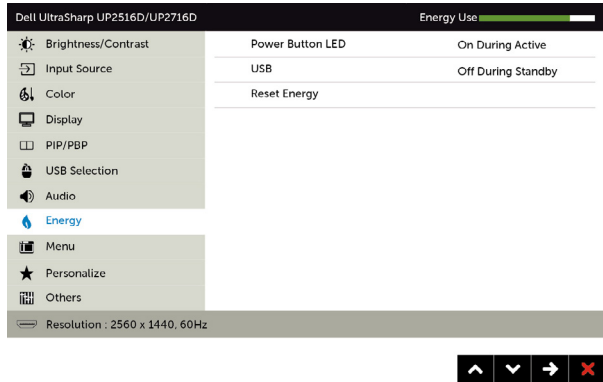 Dell UltraSharp UP2516D/UP2716D Energy Use
Brightness/Contrast Power Button LED On During Active
Input Source USB Off During Standby
Color Reset Energy
Display
PIP/PBP
USB Selection
Audio
Energy
Menu
Personalize
Others
Resolution : 2560 x 1440, 60Hz